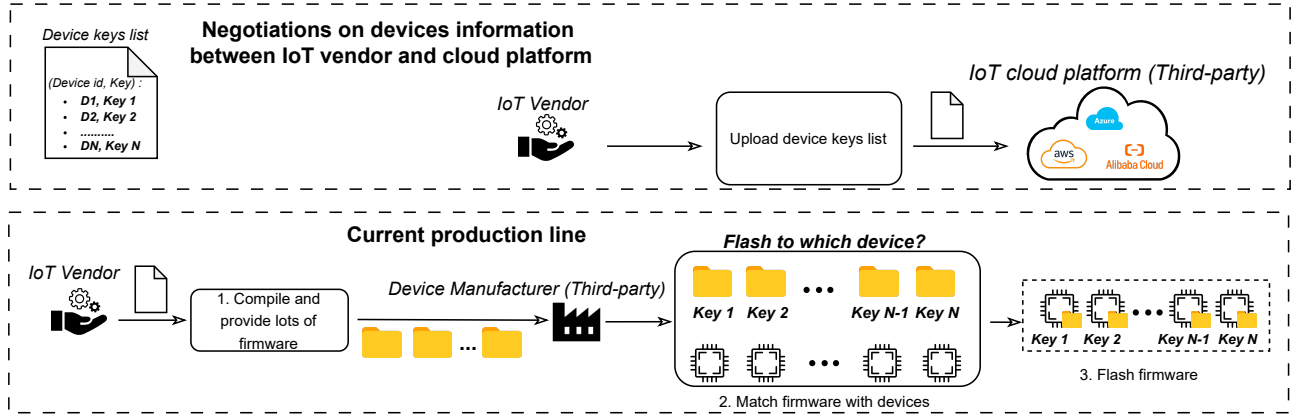 Device keys list
(Device id, Key) :
• D1, Key 1
• D2, Key 2
• ..........
• DN, Key N
Negotiations on devices information
between IoT vendor and cloud platform
IoT Vendor
Upload device keys list
IoT cloud platform (Third-party)
Azure
aws
Alibaba Cloud
Current production line
IoT Vendor
1. Compile and
provide lots of
firmware
Device Manufacturer (Third-party)
...
Flash to which device?
Key 1 Key 2 Key N-1 Key N
2. Match firmware with devices
Key 1 Key 2 Key N-1 Key N
3. Flash firmware